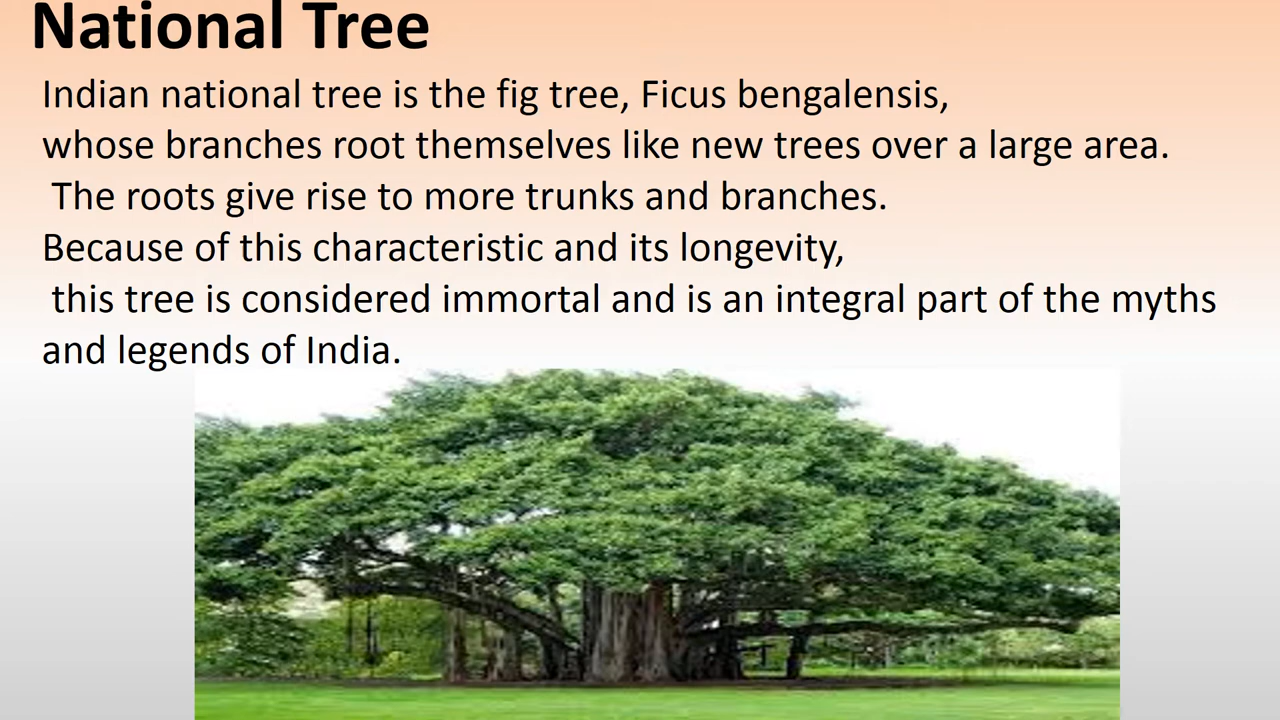 National Tree
Indian national tree is the fig tree, Ficus bengalensis,
whose branches root themselves like new trees over a large area.
The roots give rise to more trunks and branches.
Because of this characteristic and its longevity,
this tree is considered immortal and is an integral part of the myths
and legends of India.